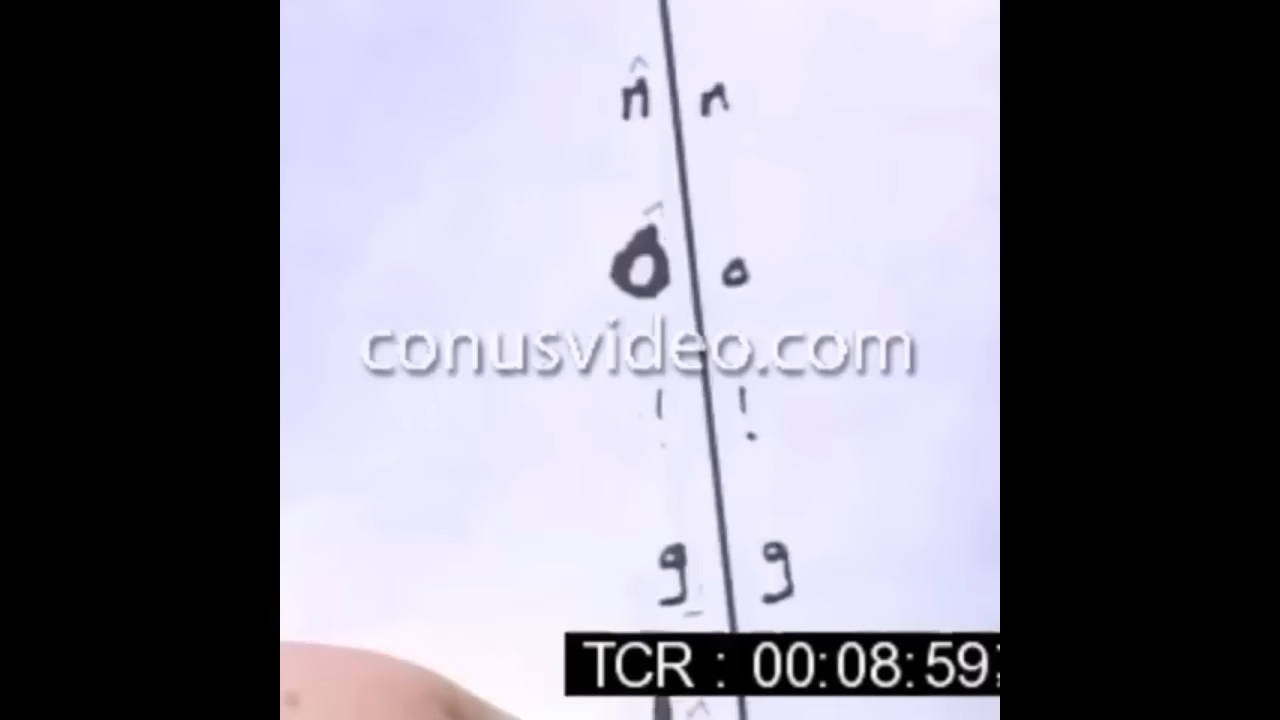 n̂ n
ô o
conusvideo.com
! !
g g
TCR : 00:08:59: